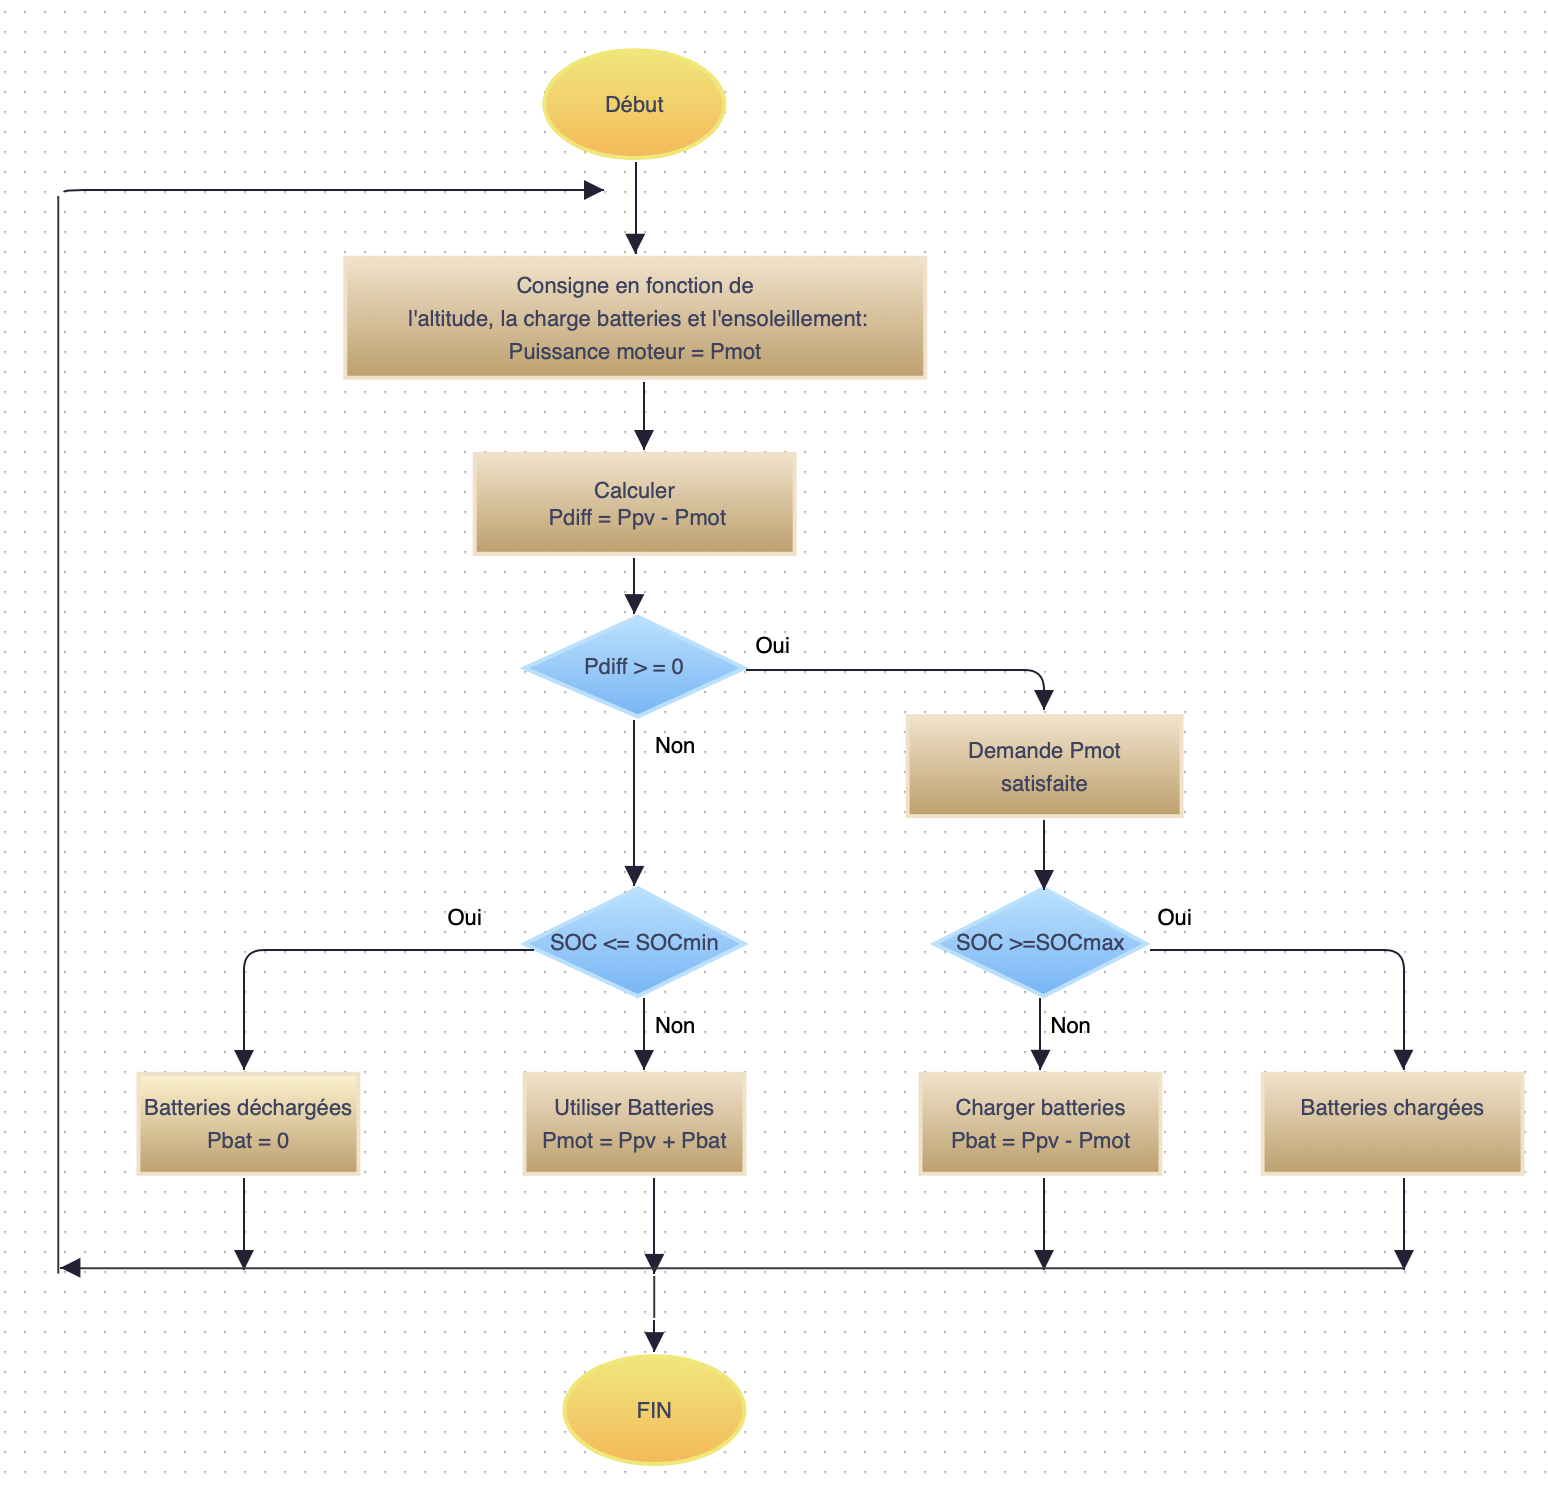 Début
Consigne en fonction de
l'altitude, la charge batteries et l'ensoleillement:
Puissance moteur = Pmot
Calculer
Pdiff = Ppv - Pmot
Pdiff > = 0
Oui
Non
Demande Pmot
satisfaite
Oui
SOC <= SOCmin
Non
SOC >=SOCmax
Oui
Non
Batteries déchargées
Pbat = 0
Utiliser Batteries
Pmot = Ppv + Pbat
Charger batteries
Pbat = Ppv - Pmot
Batteries chargées
FIN